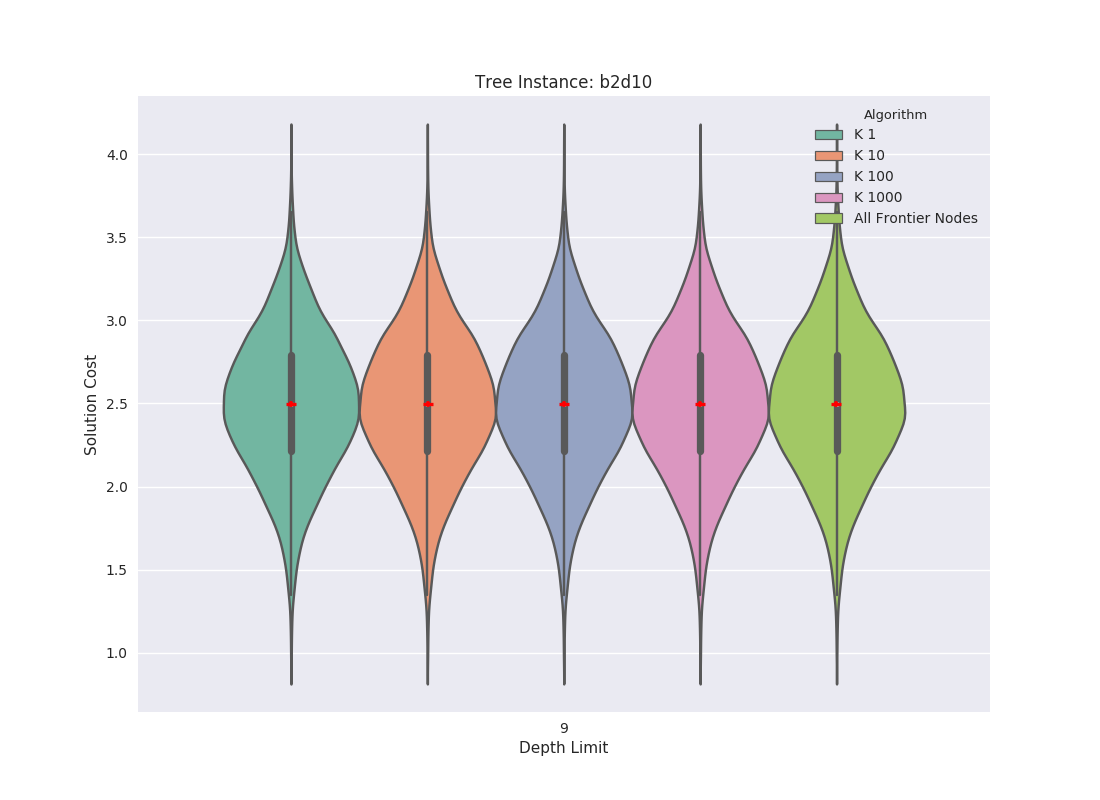 Tree Instance: b2d10
Algorithm
K 1
K 10
K 100
K 1000
All Frontier Nodes
4.0
3.5
3.0
2.5
2.0
1.5
1.0
Solution Cost
9
Depth Limit